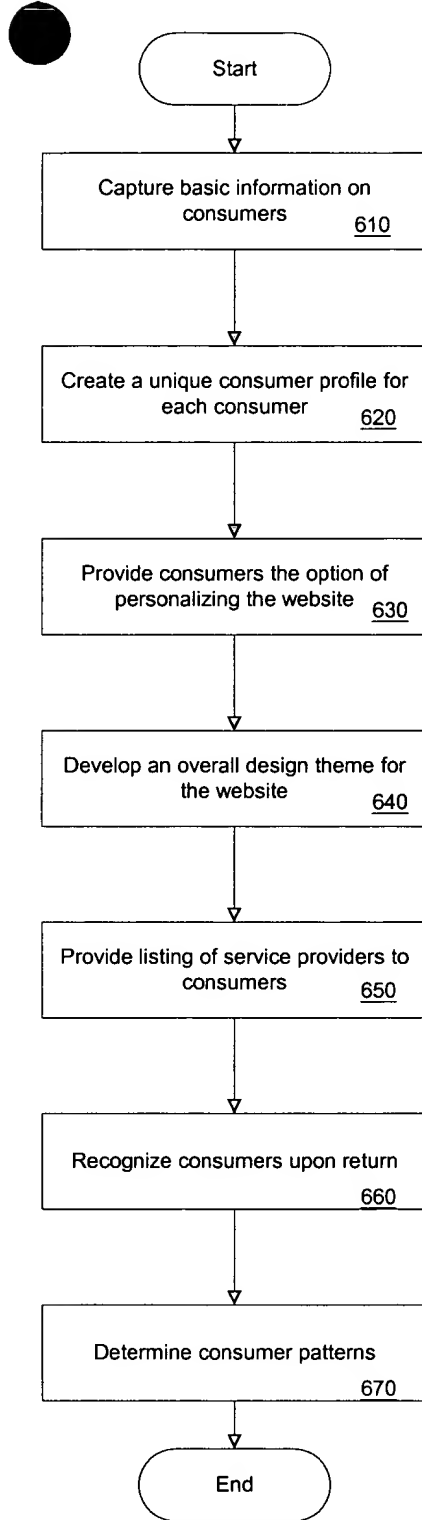 Start
Capture basic information on
consumers
610
Create a unique consumer profile for
each consumer
620
Provide consumers the option of
personalizing the website
630
Develop an overall design theme for
the website
640
Provide listing of service providers to
consumers
650
Recognize consumers upon return
660
Determine consumer patterns
670
End